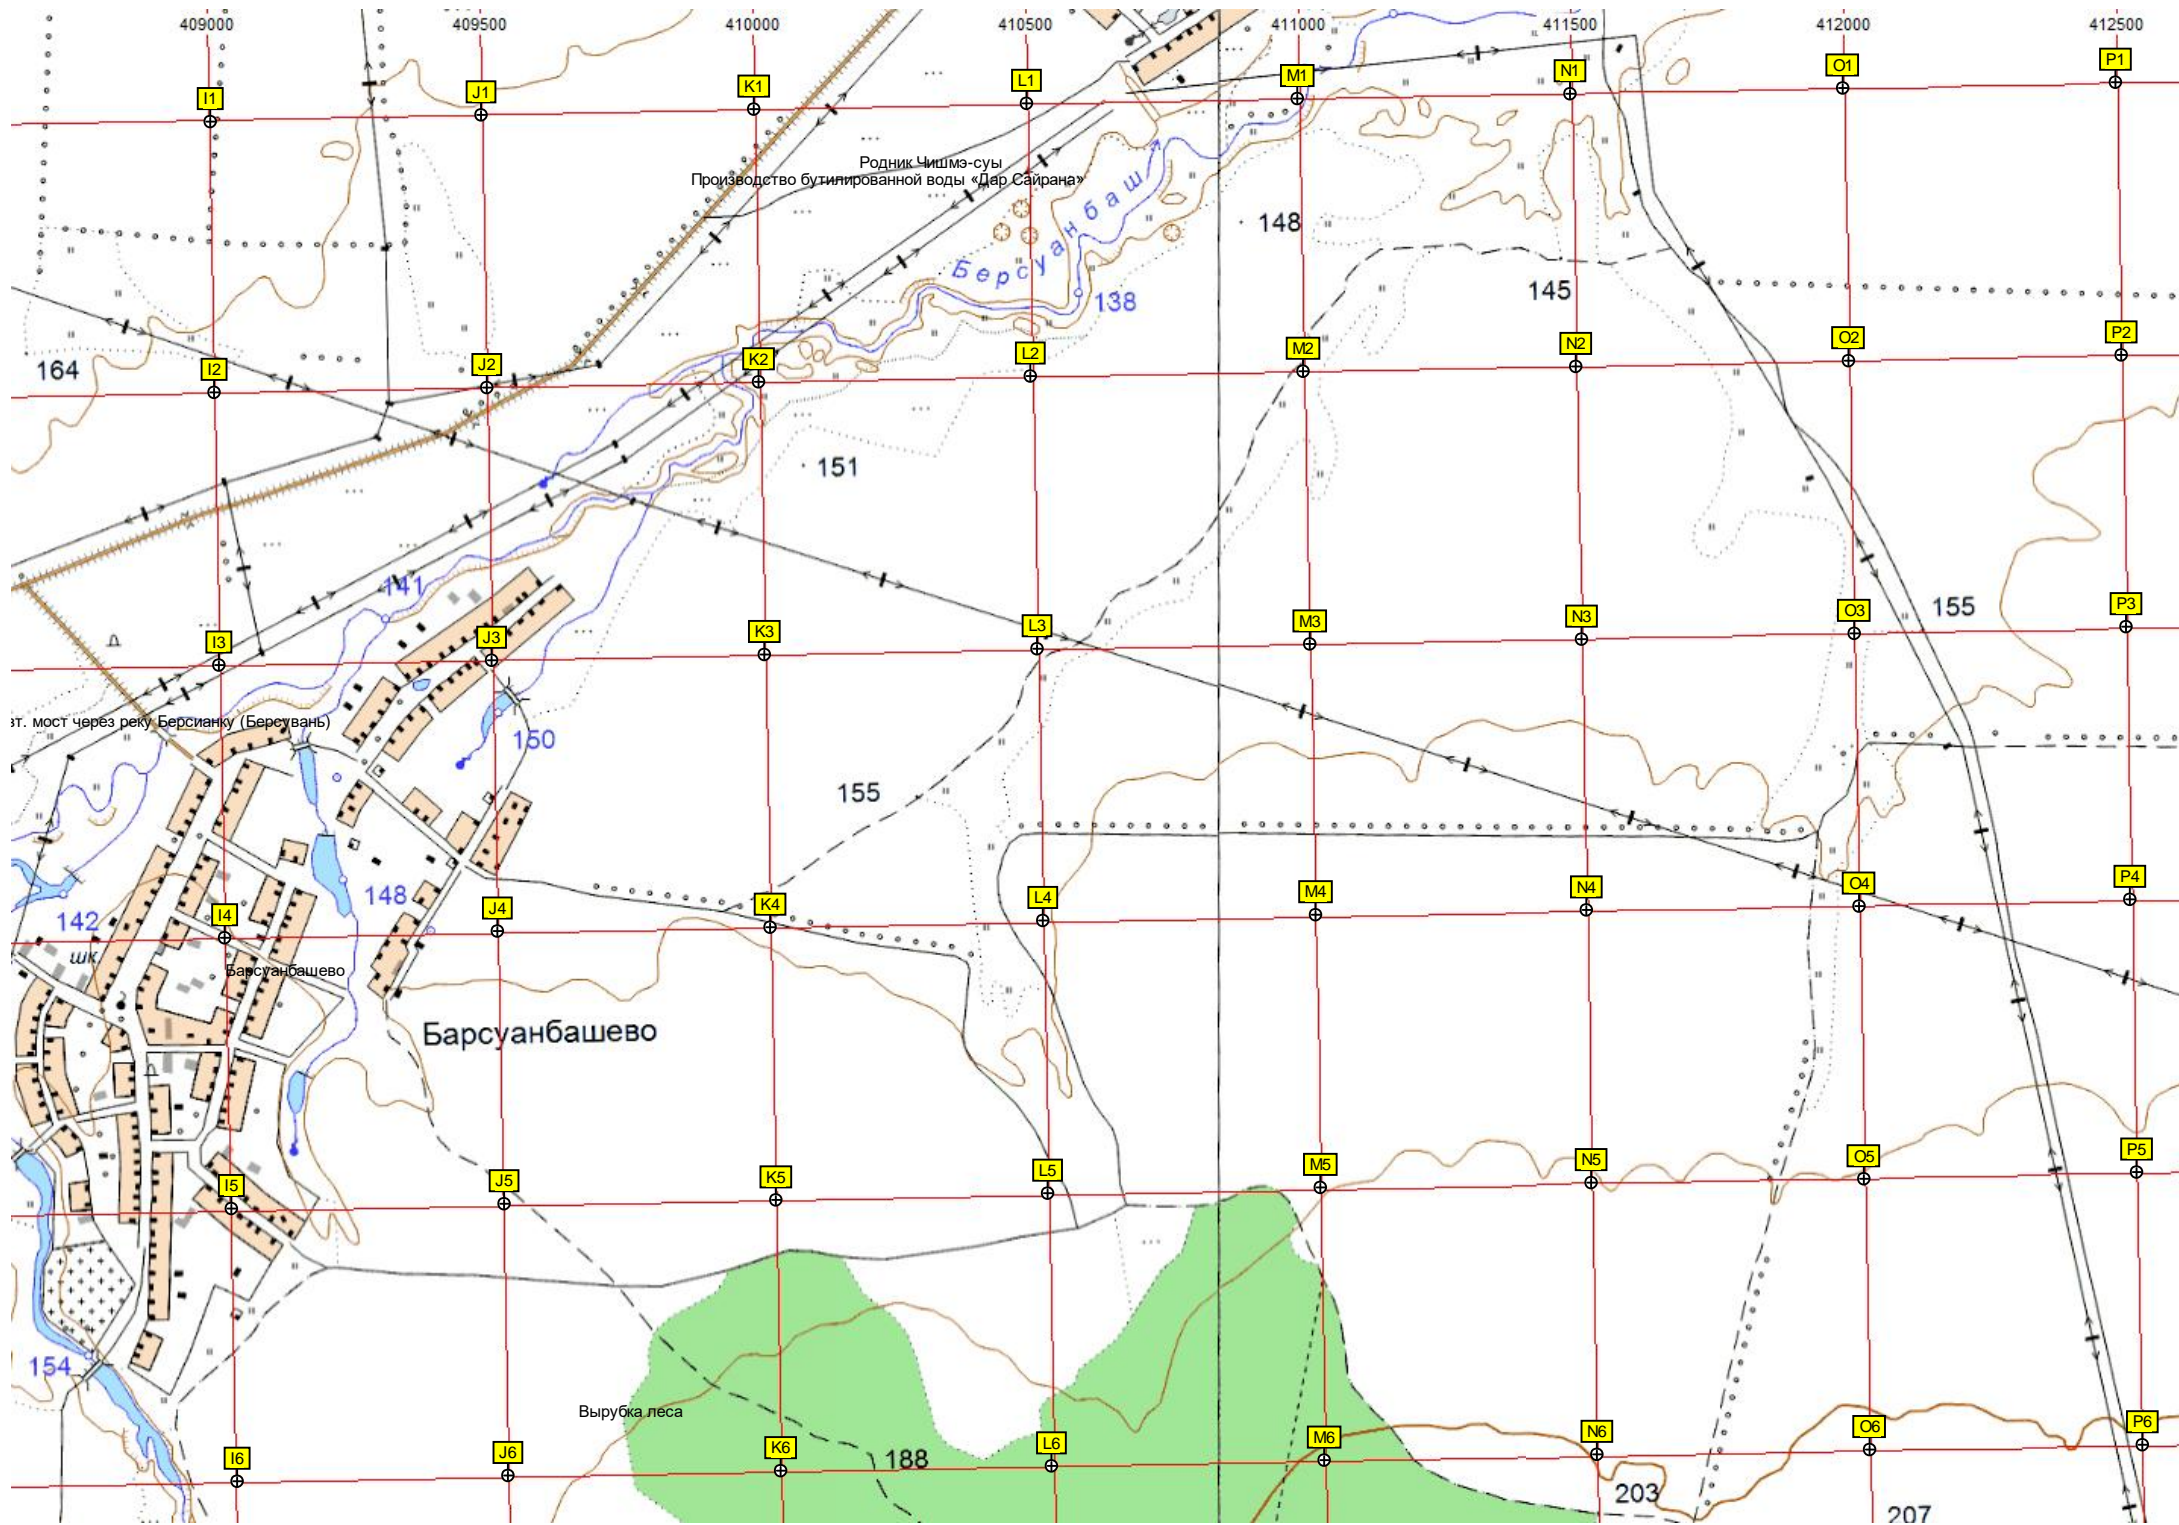 409000 409500 410000 410500 411000 411500 412000 412500
I1 J1 K1 L1 M1 N1 O1 P1
Родник Чишмэ-суы
Производство бутилированной воды «Дар Сайрана»
Берсуанбаш
148
138
145
164
I2 J2 K2 L2 M2 N2 O2 P2
151
141
155
I3 J3 K3 L3 M3 N3 O3 P3
вт. мост через реку Берсианку (Берсувань)
150
155
148
142
I4 J4 K4 L4 M4 N4 O4 P4
шк.
Барсуанбашево
Барсуанбашево
I5 J5 K5 L5 M5 N5 O5 P5
154
Вырубка леса
I6 J6 K6 L6 M6 N6 O6 P6
188
203
207